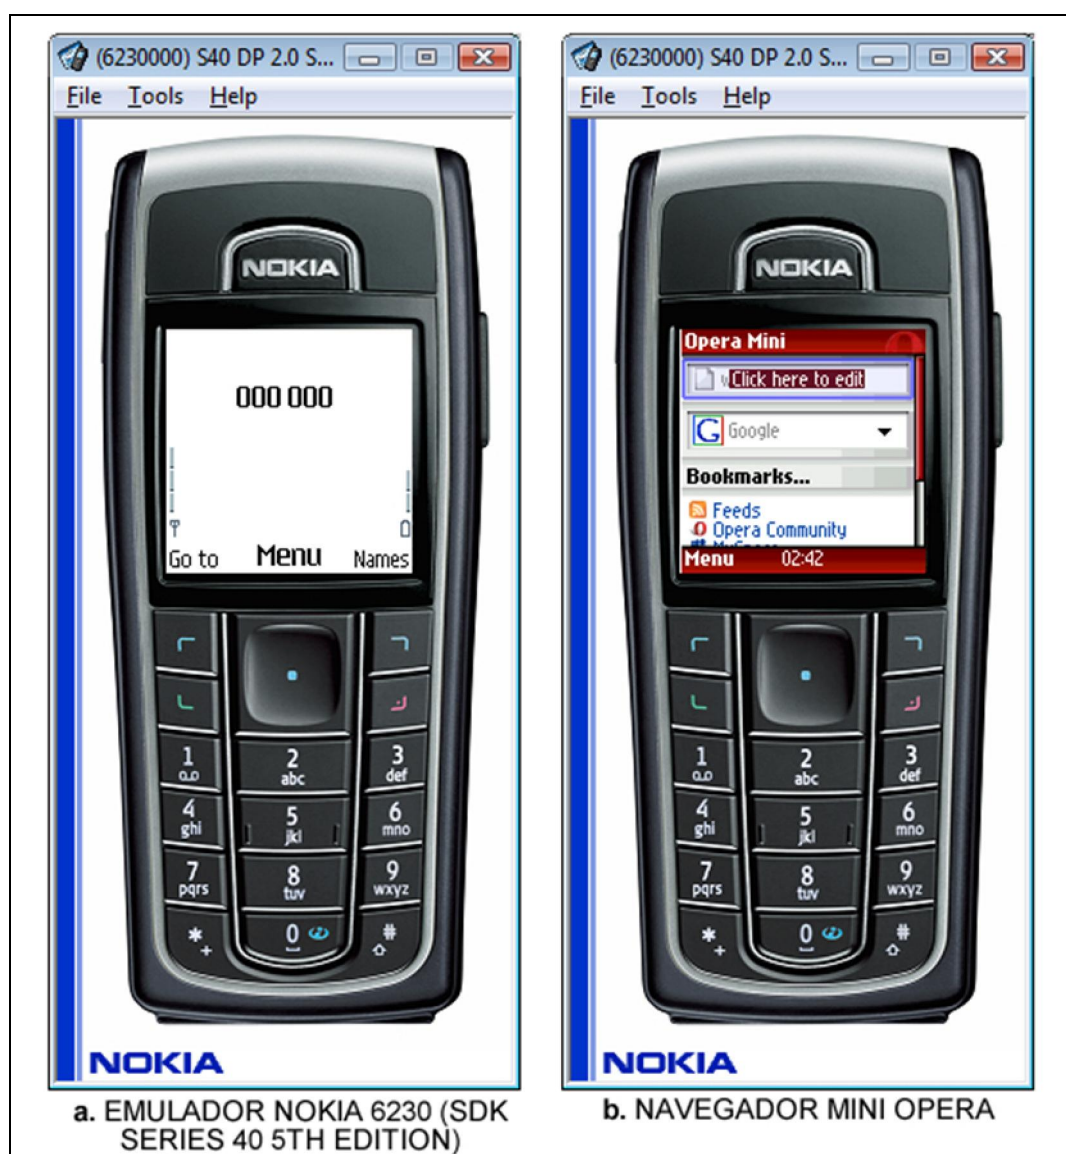 (6230000) S40 DP 2.0 S...
File Tools Help
NOKIA
000 000
Go to Menu Names
1
2 abc
3 def
4 ghi
5 jkl
6 mno
7 pqrs
8 tuv
9 wxyz
* +
0
#
NOKIA
a. EMULADOR NOKIA 6230 (SDK
SERIES 40 5TH EDITION)
(6230000) S40 DP 2.0 S...
File Tools Help
NOKIA
Opera Mini
w Click here to edit
G Google
Bookmarks...
Feeds
Opera Community
Menu 02:42
1
2 abc
3 def
4 ghi
5 jkl
6 mno
7 pqrs
8 tuv
9 wxyz
* +
0
#
NOKIA
b. NAVEGADOR MINI OPERA